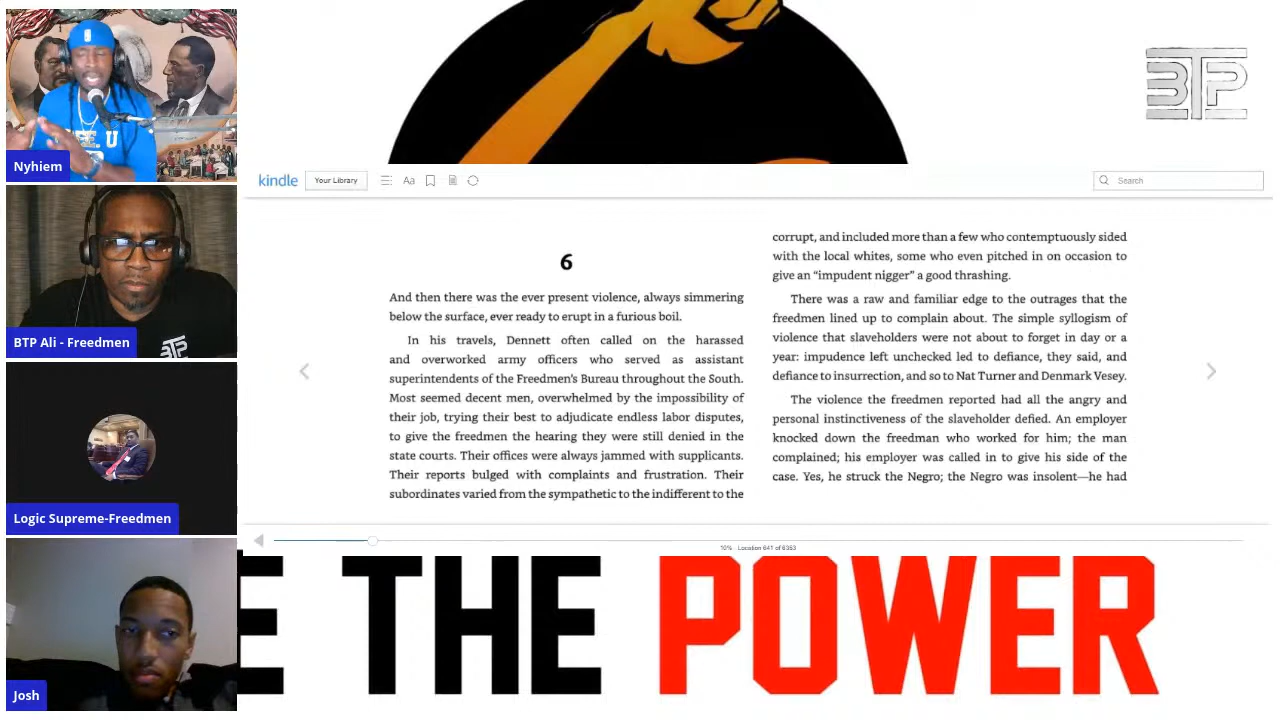 Nyhiem
BTP Ali - Freedmen
Logic Supreme-Freedmen
Josh
BTP
kindle
Your Library
Aa
Search
6
And then there was the ever present violence, always simmering
below the surface, ever ready to erupt in a furious boil.
In his travels, Dennett often called on the harassed
and overworked army officers who served as assistant
superintendents of the Freedmen's Bureau throughout the South.
Most seemed decent men, overwhelmed by the impossibility of
their job, trying their best to adjudicate endless labor disputes,
to give the freedmen the hearing they were still denied in the
state courts. Their offices were always jammed with supplicants.
Their reports bulged with complaints and frustration. Their
subordinates varied from the sympathetic to the indifferent to the
corrupt, and included more than a few who contemptuously sided
with the local whites, some who even pitched in on occasion to
give an “impudent nigger” a good thrashing.
There was a raw and familiar edge to the outrages that the
freedmen lined up to complain about. The simple syllogism of
violence that slaveholders were not about to forget in day or a
year: impudence left unchecked led to defiance, they said, and
defiance to insurrection, and so to Nat Turner and Denmark Vesey.
The violence the freedmen reported had all the angry and
personal instinctiveness of the slaveholder defied. An employer
knocked down the freedman who worked for him; the man
complained; his employer was called in to give his side of the
case. Yes, he struck the Negro; the Negro was insolent—he had
10% Location 641 of 6353
E THE POWER